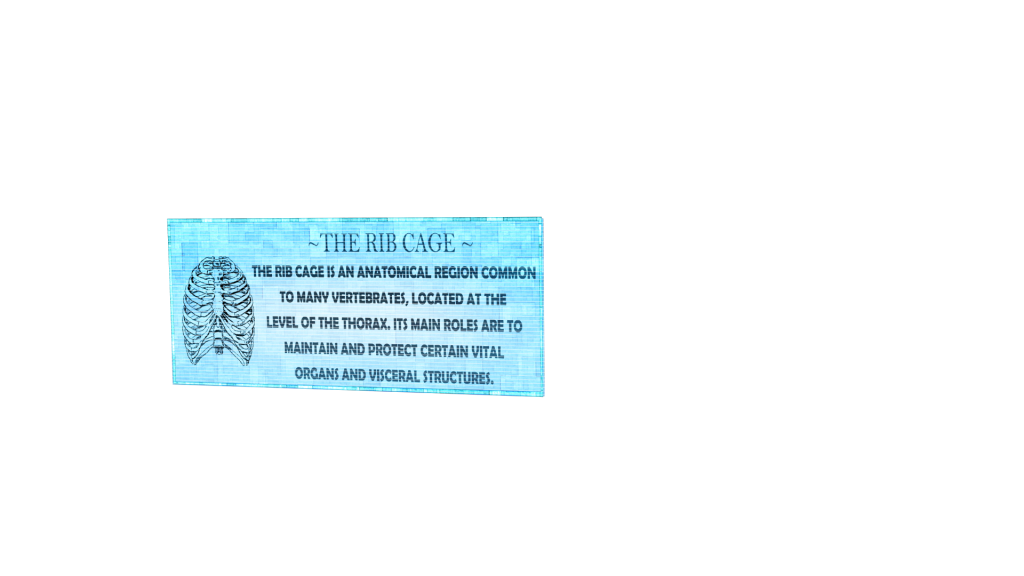 ~THE RIB CAGE ~
THE RIB CAGE IS AN ANATOMICAL REGION COMMON
TO MANY VERTEBRATES, LOCATED AT THE
LEVEL OF THE THORAX. ITS MAIN ROLES ARE TO
MAINTAIN AND PROTECT CERTAIN VITAL
ORGANS AND VISCERAL STRUCTURES.